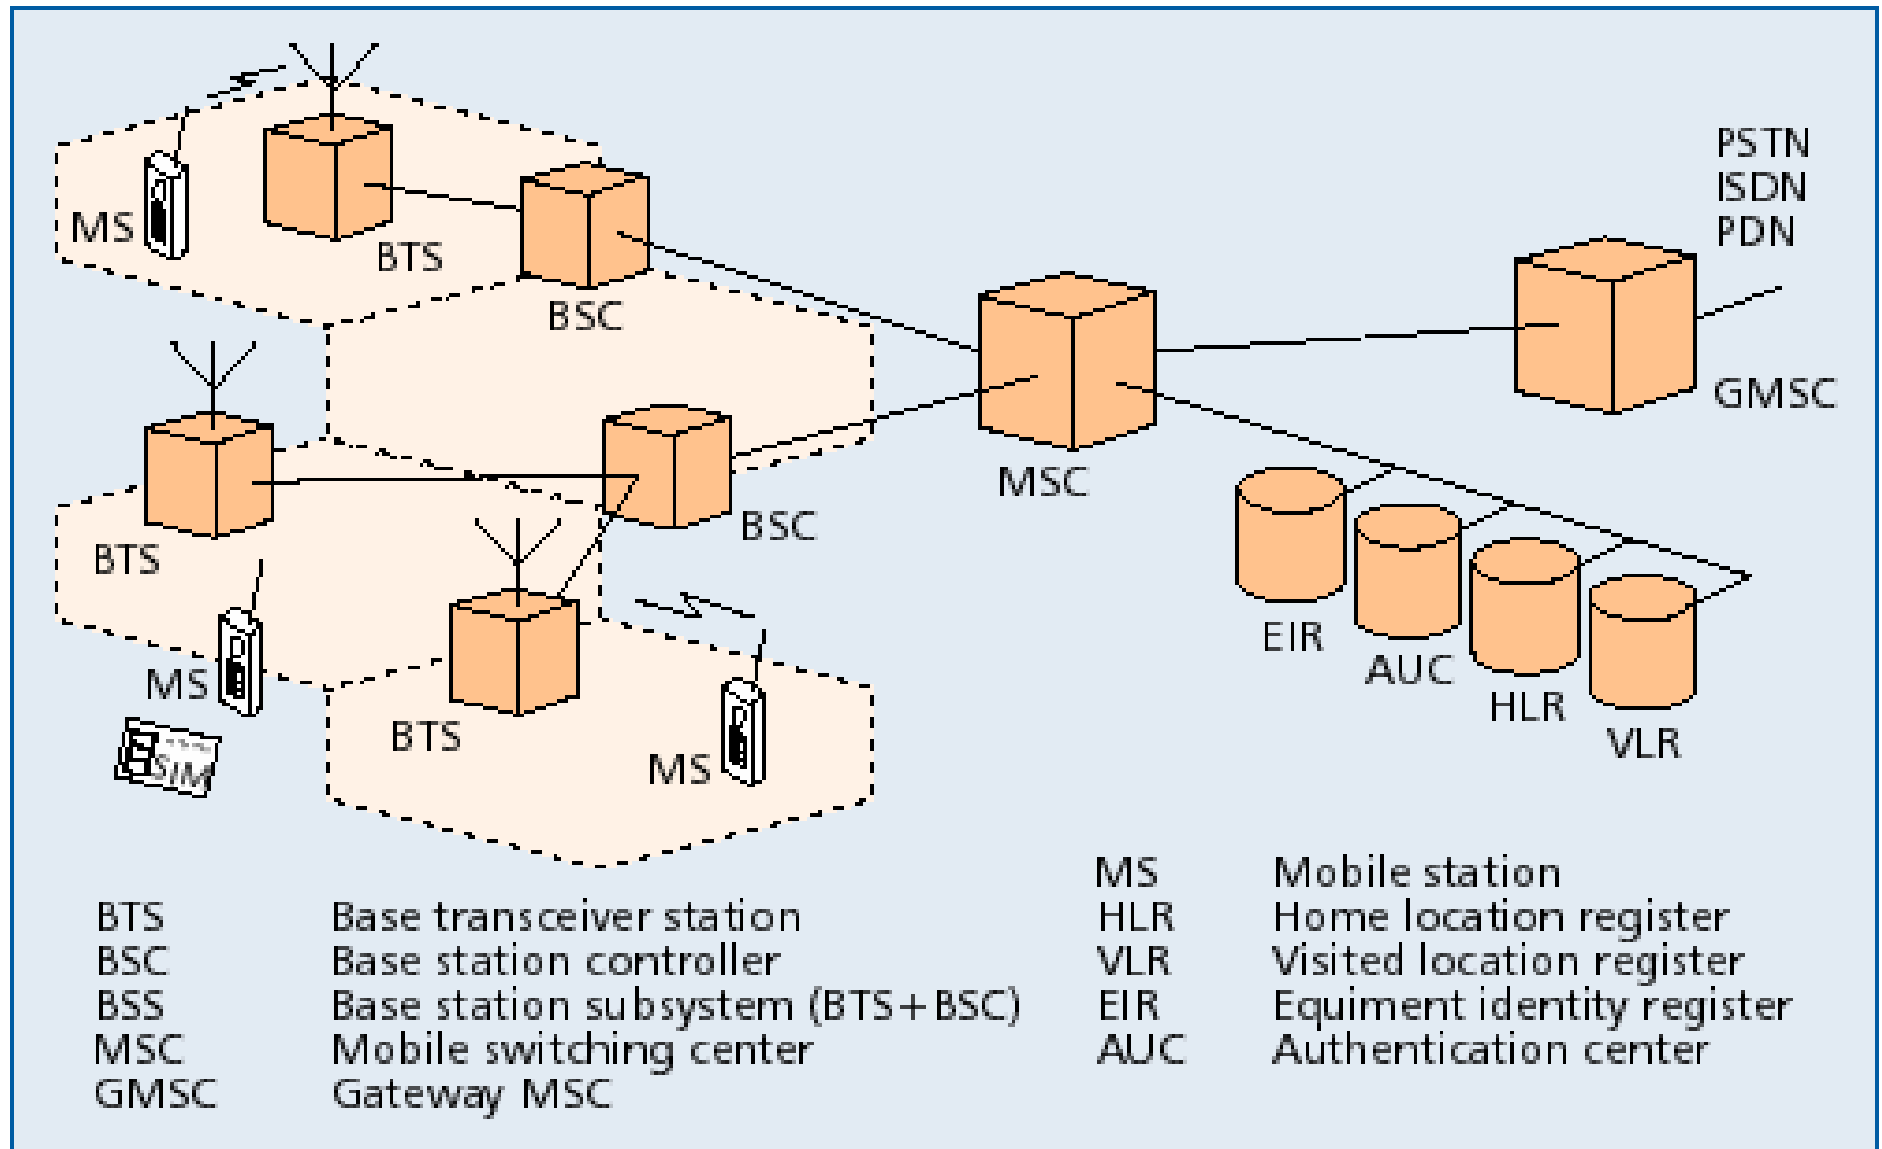 PSTN
ISDN
PDN
MS
BTS
BSC
GMSC
MSC
BSC
BTS
EIR
AUC
HLR
VLR
MS
SIM
BTS
MS
MS Mobile station
BTS Base transceiver station
HLR Home location register
BSC Base station controller
VLR Visited location register
BSS Base station subsystem (BTS+BSC)
EIR Equiment identity register
MSC Mobile switching center
AUC Authentication center
GMSC Gateway MSC